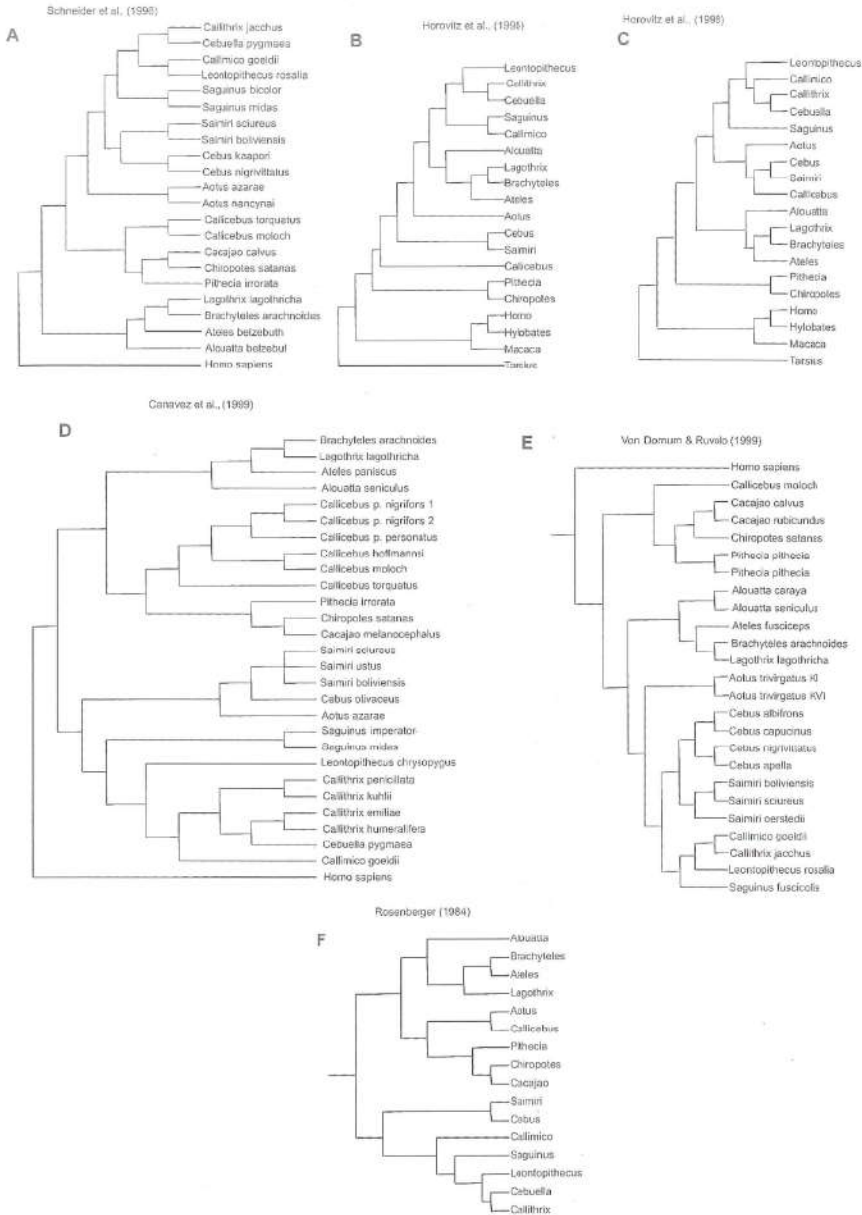 Schneider et al., (1996)
A
Callithrix jacchus
Cebuella pygmaea
Callimico goeldii
Leontopithecus rosalia
Saguinus bicolor
Saguinus midas
Saimiri sciureus
Saimiri boliviensis
Cebus kaapori
Cebus nigrivittatus
Aotus azarae
Aotus nancynai
Callicebus torquatus
Callicebus moloch
Cacajao calvus
Chiropotes satanas
Pithecia irrorata
Lagothrix lagothricha
Brachyteles arachnoides
Ateles belzebuth
Alouatta belzebul
Homo sapiens
Horovitz et al., (1995)
B
Leontopithecus
Callithrix
Cebuella
Saguinus
Callimico
Alouatta
Lagothrix
Brachyteles
Ateles
Aotus
Cebus
Saimiri
Callicebus
Pithecia
Chiropotes
Homo
Hylobates
Macaca
Tarsius
Horovitz et al., (1998)
C
Leontopithecus
Callimico
Callithrix
Cebuella
Saguinus
Aotus
Cebus
Saimiri
Callicebus
Alouatta
Lagothrix
Brachyteles
Ateles
Pithecia
Chiropotes
Homo
Hylobates
Macaca
Tarsius
Canavez et al., (1999)
D
Brachyteles arachnoides
Lagothrix lagothricha
Ateles paniscus
Alouatta seniculus
Callicebus p. nigrifons 1
Callicebus p. nigrifons 2
Callicebus p. personatus
Callicebus hoffmannsi
Callicebus moloch
Callicebus torquatus
Pithecia irrorata
Chiropotes satanas
Cacajao melanocephalus
Saimiri sciureus
Saimiri ustus
Saimiri boliviensis
Cebus olivaceus
Aotus azarae
Saguinus imperator
Saguinus midas
Leontopithecus chrysopygus
Callithrix penicillata
Callithrix kuhlii
Callithrix emiliae
Callithrix humeralifera
Cebuella pygmaea
Callimico goeldii
Homo sapiens
E
Von Domum & Ruvolo (1999)
Homo sapiens
Callicebus moloch
Cacajao calvus
Cacajao rubicundus
Chiropotes satanas
Pithecia pithecia
Pithecia pithecia
Alouatta caraya
Alouatta seniculus
Ateles fusciceps
Brachyteles arachnoides
Lagothrix lagothricha
Aotus trivirgatus KI
Aotus trivirgatus KVI
Cebus albifrons
Cebus capucinus
Cebus nigrivittatus
Cebus apella
Saimiri boliviensis
Saimiri sciureus
Saimiri oerstedii
Callimico goeldii
Callithrix jacchus
Leontopithecus rosalia
Saguinus fuscicolis
Rosenberger (1984)
F
Alouatta
Brachyteles
Ateles
Lagothrix
Aotus
Callicebus
Pithecia
Chiropotes
Cacajao
Saimiri
Cebus
Callimico
Saguinus
Leontopithecus
Cebuella
Callithrix